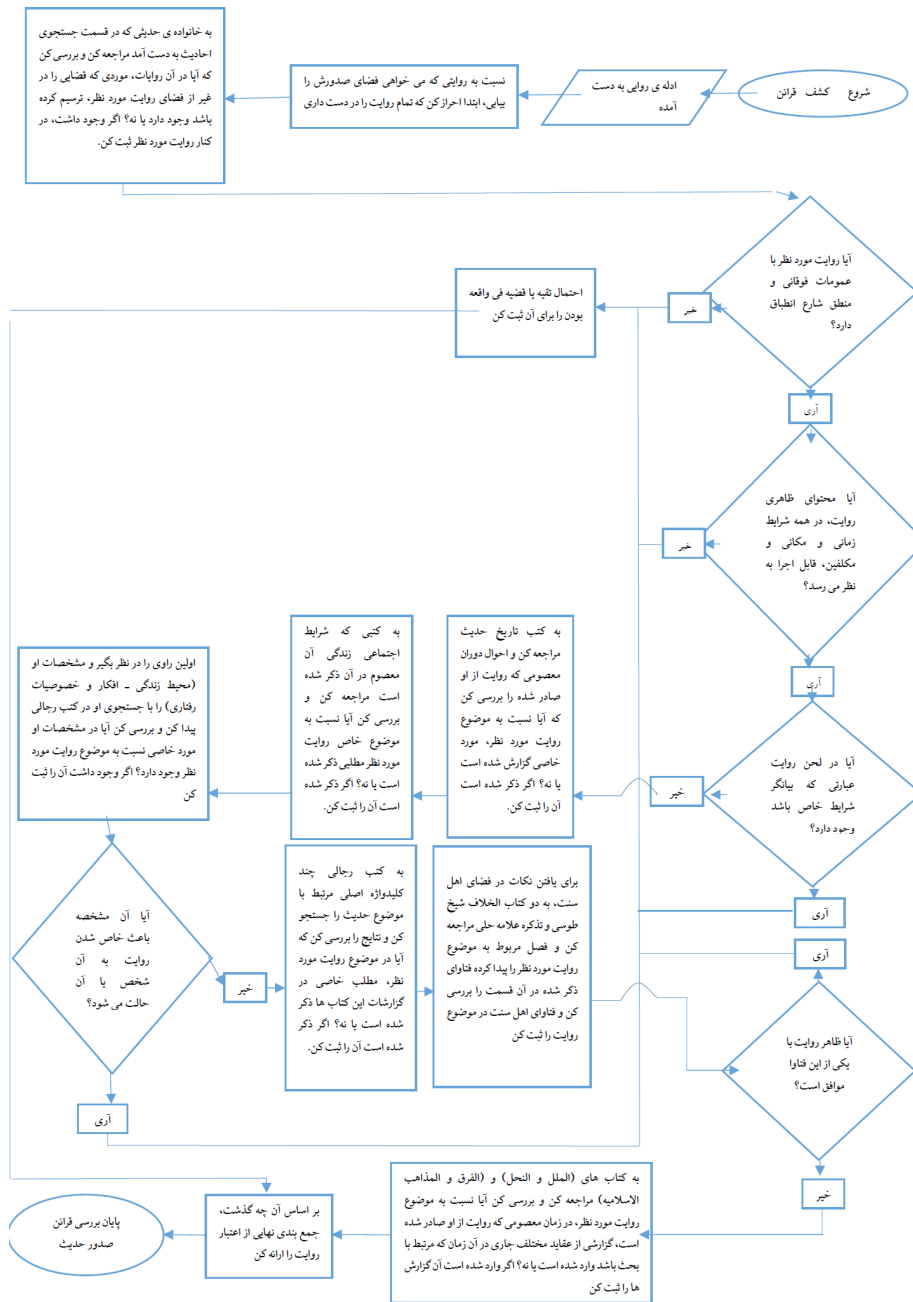 شروع کشف قرائن
ادله ی روایی به دست
آمده
نسبت به روایتی که می خواهی فضای صدورش را
بیابی، ابتدا احراز کن که تمام روایت را در دست داری
به خانواده ی حدیثی که در قسمت جستجوی
احادیث به دست آمد مراجعه کن و بررسی کن
که آیا در آن روایات، موردی که فضایی را در
غیر از فضای روایت مورد نظر، ترسیم کرده
باشد وجود دارد یا نه؟ اگر وجود داشت، در
کنار روایت مورد نظر ثبت کن.
آیا روایت مورد نظر با
عمومات فوقانی و
منطق شارع انطباق
دارد؟
خیر
احتمال تقیه یا قضیه فی واقعه
بودن را برای آن ثبت کن
آری
آیا محتوای ظاهری
روایت، در همه شرایط
زمانی و مکانی و
مکلفین، قابل اجرا به
نظر می رسد؟
خیر
آری
آیا در لحن روایت
عبارتی که بیانگر
شرایط خاص باشد
وجود دارد؟
خیر
به کتب تاریخ حدیث
مراجعه کن و احوال دوران
معصومی که روایت از او
صادر شده را بررسی کن
که آیا نسبت به موضوع
روایت مورد نظر، مورد
خاصی گزارش شده است
یا نه؟ اگر ذکر شده است
آن را ثبت کن.
به کتبی که شرایط
اجتماعی زندگی آن
معصوم در آن ذکر شده
است مراجعه کن و
بررسی کن آیا نسبت به
موضوع خاص روایت
مورد نظر مطلبی ذکر شده
است یا نه؟ اگر ذکر شده
است آن را ثبت کن.
اولین راوی را در نظر بگیر و مشخصات او
(محیط زندگی ـ افکار و خصوصیات
رفتاری) را با جستجوی او در کتب رجالی
پیدا کن و بررسی کن آیا در مشخصات او
مورد خاصی نسبت به موضوع روایت مورد
نظر وجود دارد؟ اگر وجود داشت آن را ثبت
کن
آری
آیا آن مشخصه
باعث خاص شدن
روایت به آن
شخص یا آن
حالت می شود؟
خیر
آری
به کتب رجالی چند
کلیدواژه اصلی مرتبط با
موضوع حدیث را جستجو
کن و نتایج را بررسی کن که
آیا در موضوع روایت مورد
نظر، مطلب خاصی در
گزارشات این کتاب ها ذکر
شده است یا نه؟ اگر ذکر
شده است آن را ثبت کن.
برای یافتن نکات در فضای اهل
سنت، به دو کتاب الخلاف شیخ
طوسی و تذکره علامه حلی مراجعه
کن و فصل مربوط به موضوع
روایت مورد نظر را پیدا کرده فتاوای
ذکر شده در آن قسمت را بررسی
کن و فتاوای اهل سنت در موضوع
روایت را ثبت کن
آری
آیا ظاهر روایت با
یکی از این فتاوا
موافق است؟
خیر
به کتاب های (الملل و النحل) و (الفرق و المذاهب
الاسلامیه) مراجعه کن و بررسی کن آیا نسبت به موضوع
روایت مورد نظر، در زمان معصومی که روایت از او صادر شده
است، گزارشی از عقاید مختلف جاری در آن زمان که مرتبط با
بحث باشد وارد شده است یا نه؟ اگر وارد شده است آن گزارش
ها را ثبت کن
بر اساس آن چه گذشت،
جمع بندی نهایی از اعتبار
روایت را ارائه کن
پایان بررسی قرائن
صدور حدیث